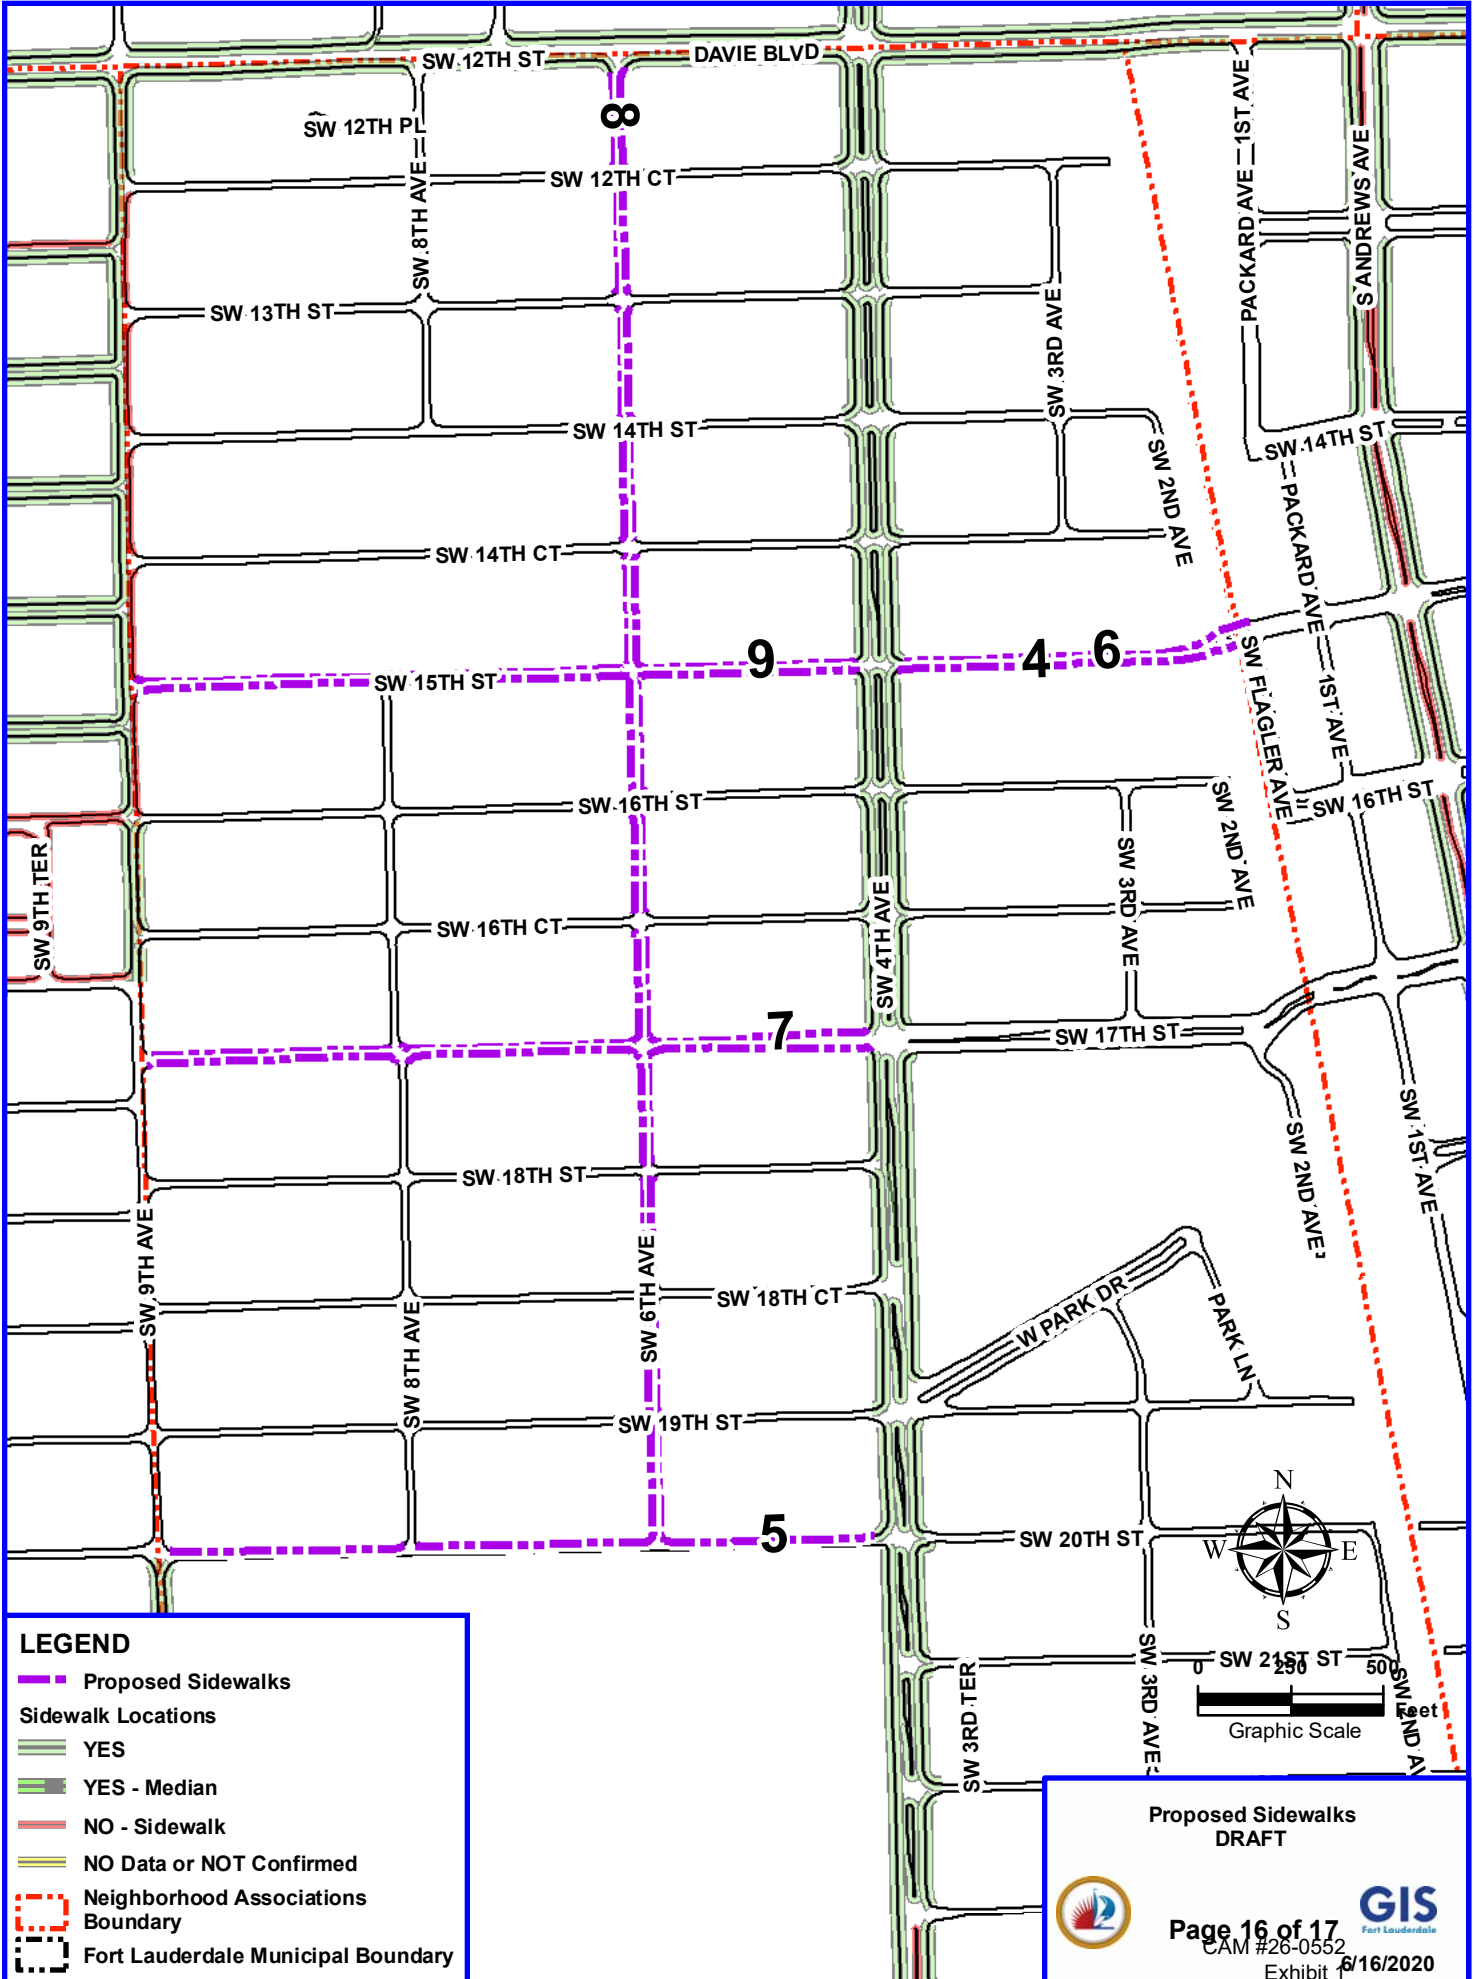 SW 12TH ST
DAVIE BLVD
8
SW 12TH PL
SW 12TH CT
SW 8TH AVE
PACKARD AVE
1ST AVE
S ANDREWS AVE
SW 13TH ST
SW 3RD AVE
SW 14TH ST
SW 14TH ST
SW 2ND AVE
PACKARD AVE
SW 14TH CT
9
4
6
SW 15TH ST
SW FLAGLER AVE
1ST AVE
SW 16TH ST
SW 16TH ST
SW 2ND AVE
SW 9TH TER
SW 3RD AVE
SW 4TH AVE
SW 16TH CT
7
SW 17TH ST
SW 1ST AVE
SW 2ND AVE
SW 18TH ST
SW 9TH AVE
SW 6TH AVE
SW 18TH CT
W PARK DR
PARK LN
SW 8TH AVE
SW 19TH ST
N
5
SW 20TH ST
W
E
S
SW 21ST ST
0 250 500
Feet
Graphic Scale
SW 3RD TER
SW 3RD AVE
LEGEND
Proposed Sidewalks
Sidewalk Locations
YES
YES - Median
NO - Sidewalk
NO Data or NOT Confirmed
Neighborhood Associations
Boundary
Fort Lauderdale Municipal Boundary
Proposed Sidewalks
DRAFT
GIS
Fort Lauderdale
Page 16 of 17
CAM #26-0552
Exhibit 1
6/16/2020